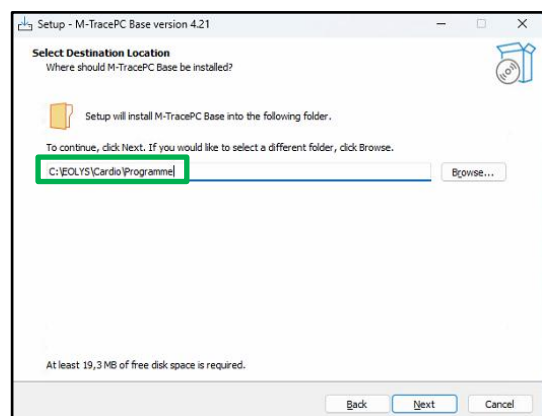 Setup - M-TracePC Base version 4.21
Select Destination Location
Where should M-TracePC Base be installed?
Setup will install M-TracePC Base into the following folder.
To continue, click Next. If you would like to select a different folder, click Browse.
C:\EOLYS\Cardio\Programme
Browse...
At least 19,3 MB of free disk space is required.
Back
Next
Cancel